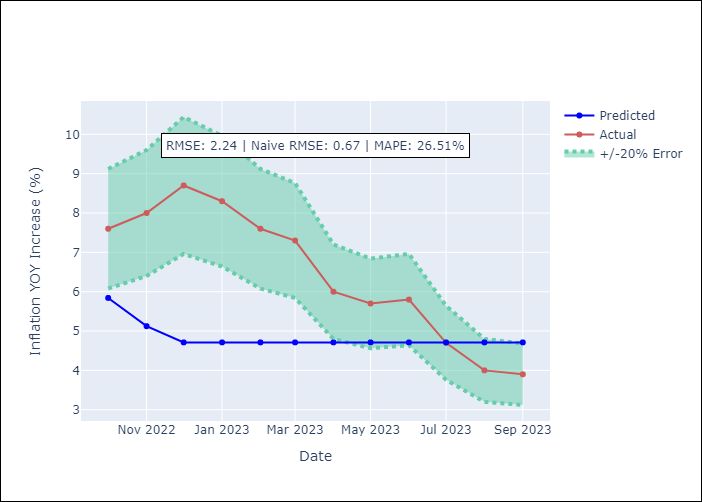 Predicted
Actual
+/-20% Error
RMSE: 2.24 | Naive RMSE: 0.67 | MAPE: 26.51%
Inflation YOY Increase (%)
10
9
8
7
6
5
4
3
Nov 2022
Jan 2023
Mar 2023
May 2023
Jul 2023
Sep 2023
Date